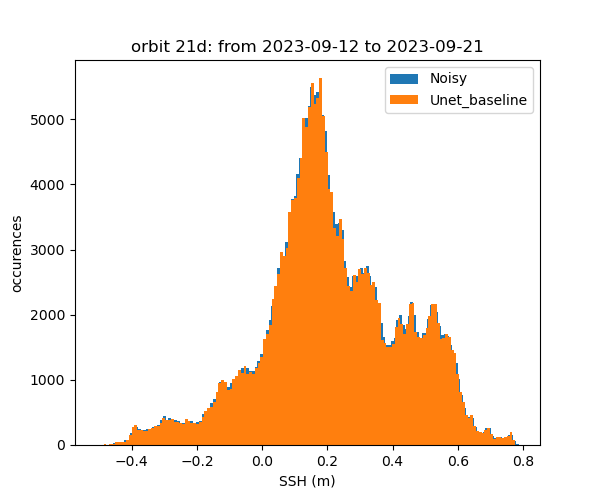 orbit 21d: from 2023-09-12 to 2023-09-21
Noisy
Unet_baseline
occurences
5000
4000
3000
2000
1000
0
−0.4
−0.2
0.0
0.2
0.4
0.6
0.8
SSH (m)